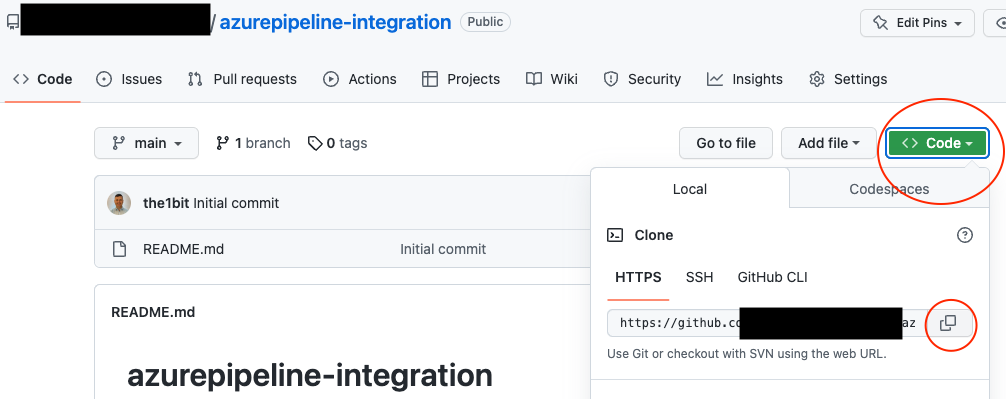 / azurepipeline-integration Public
Edit Pins
Code Issues Pull requests Actions Projects Wiki Security Insights Settings
main 1 branch 0 tags Go to file Add file Code
Local Codespaces
the1bit Initial commit
Clone
README.md Initial commit
HTTPS SSH GitHub CLI
README.md
https://github.co az
Use Git or checkout with SVN using the web URL.
azurepipeline-integration